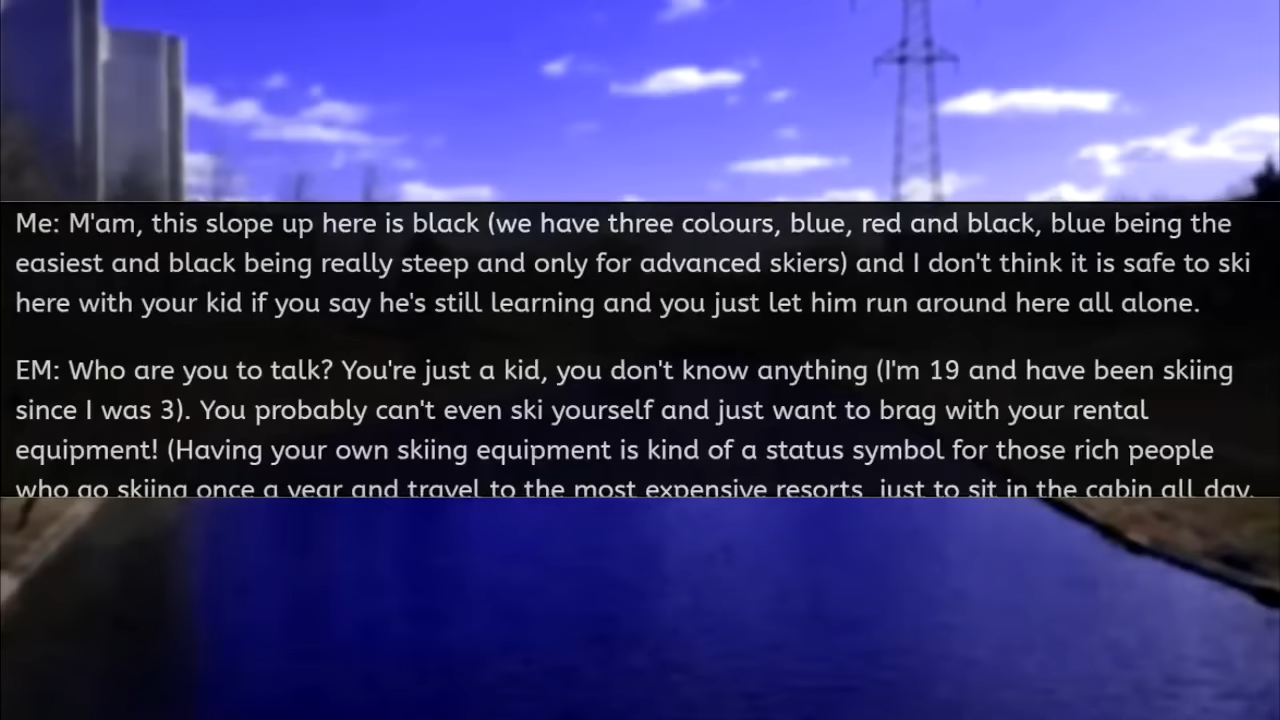 Me: M'am, this slope up here is black (we have three colours, blue, red and black, blue being the
easiest and black being really steep and only for advanced skiers) and I don't think it is safe to ski
here with your kid if you say he's still learning and you just let him run around here all alone.
EM: Who are you to talk? You're just a kid, you don't know anything (I'm 19 and have been skiing
since I was 3). You probably can't even ski yourself and just want to brag with your rental
equipment! (Having your own skiing equipment is kind of a status symbol for those rich people
who go skiing once a year and travel to the most expensive resorts, just to sit in the cabin all day.